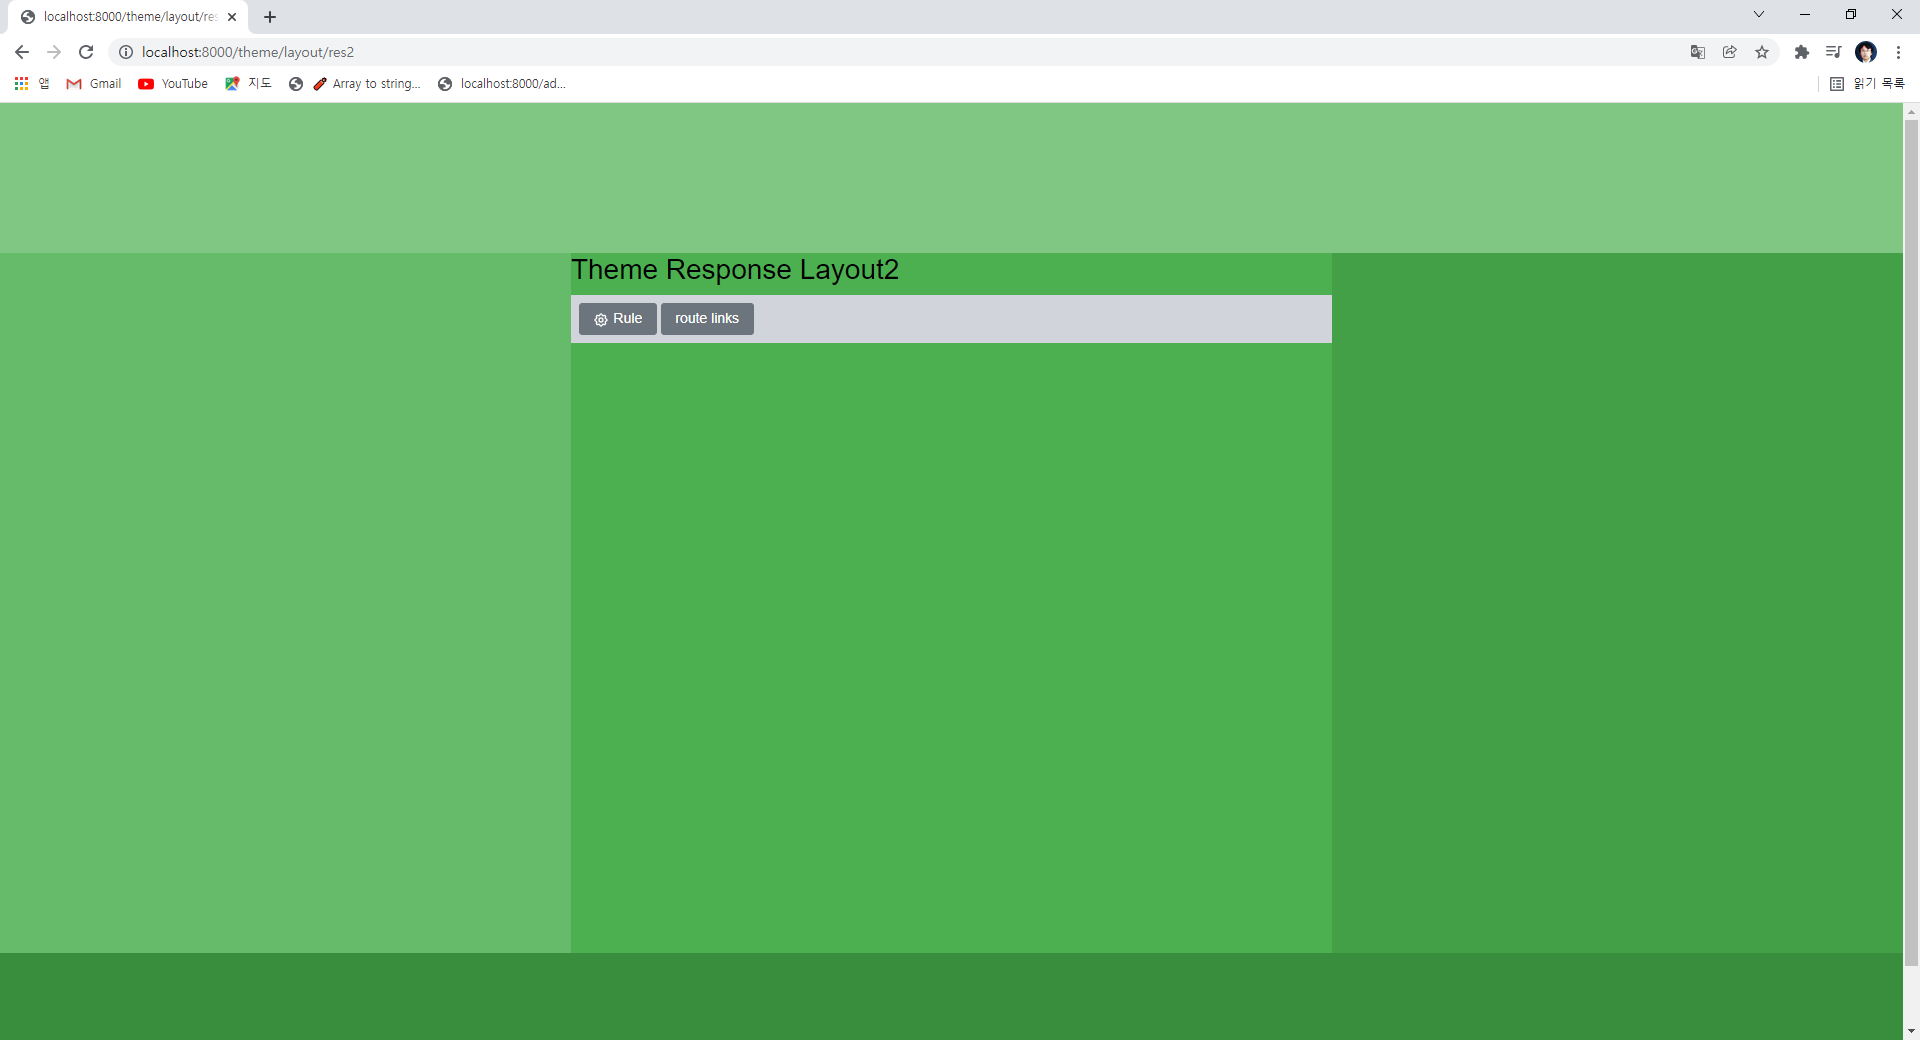 localhost:8000/theme/layout/res
localhost:8000/theme/layout/res2
앱 Gmail YouTube 지도 Array to string... localhost:8000/ad... 읽기 목록
Theme Response Layout2
Rule route links